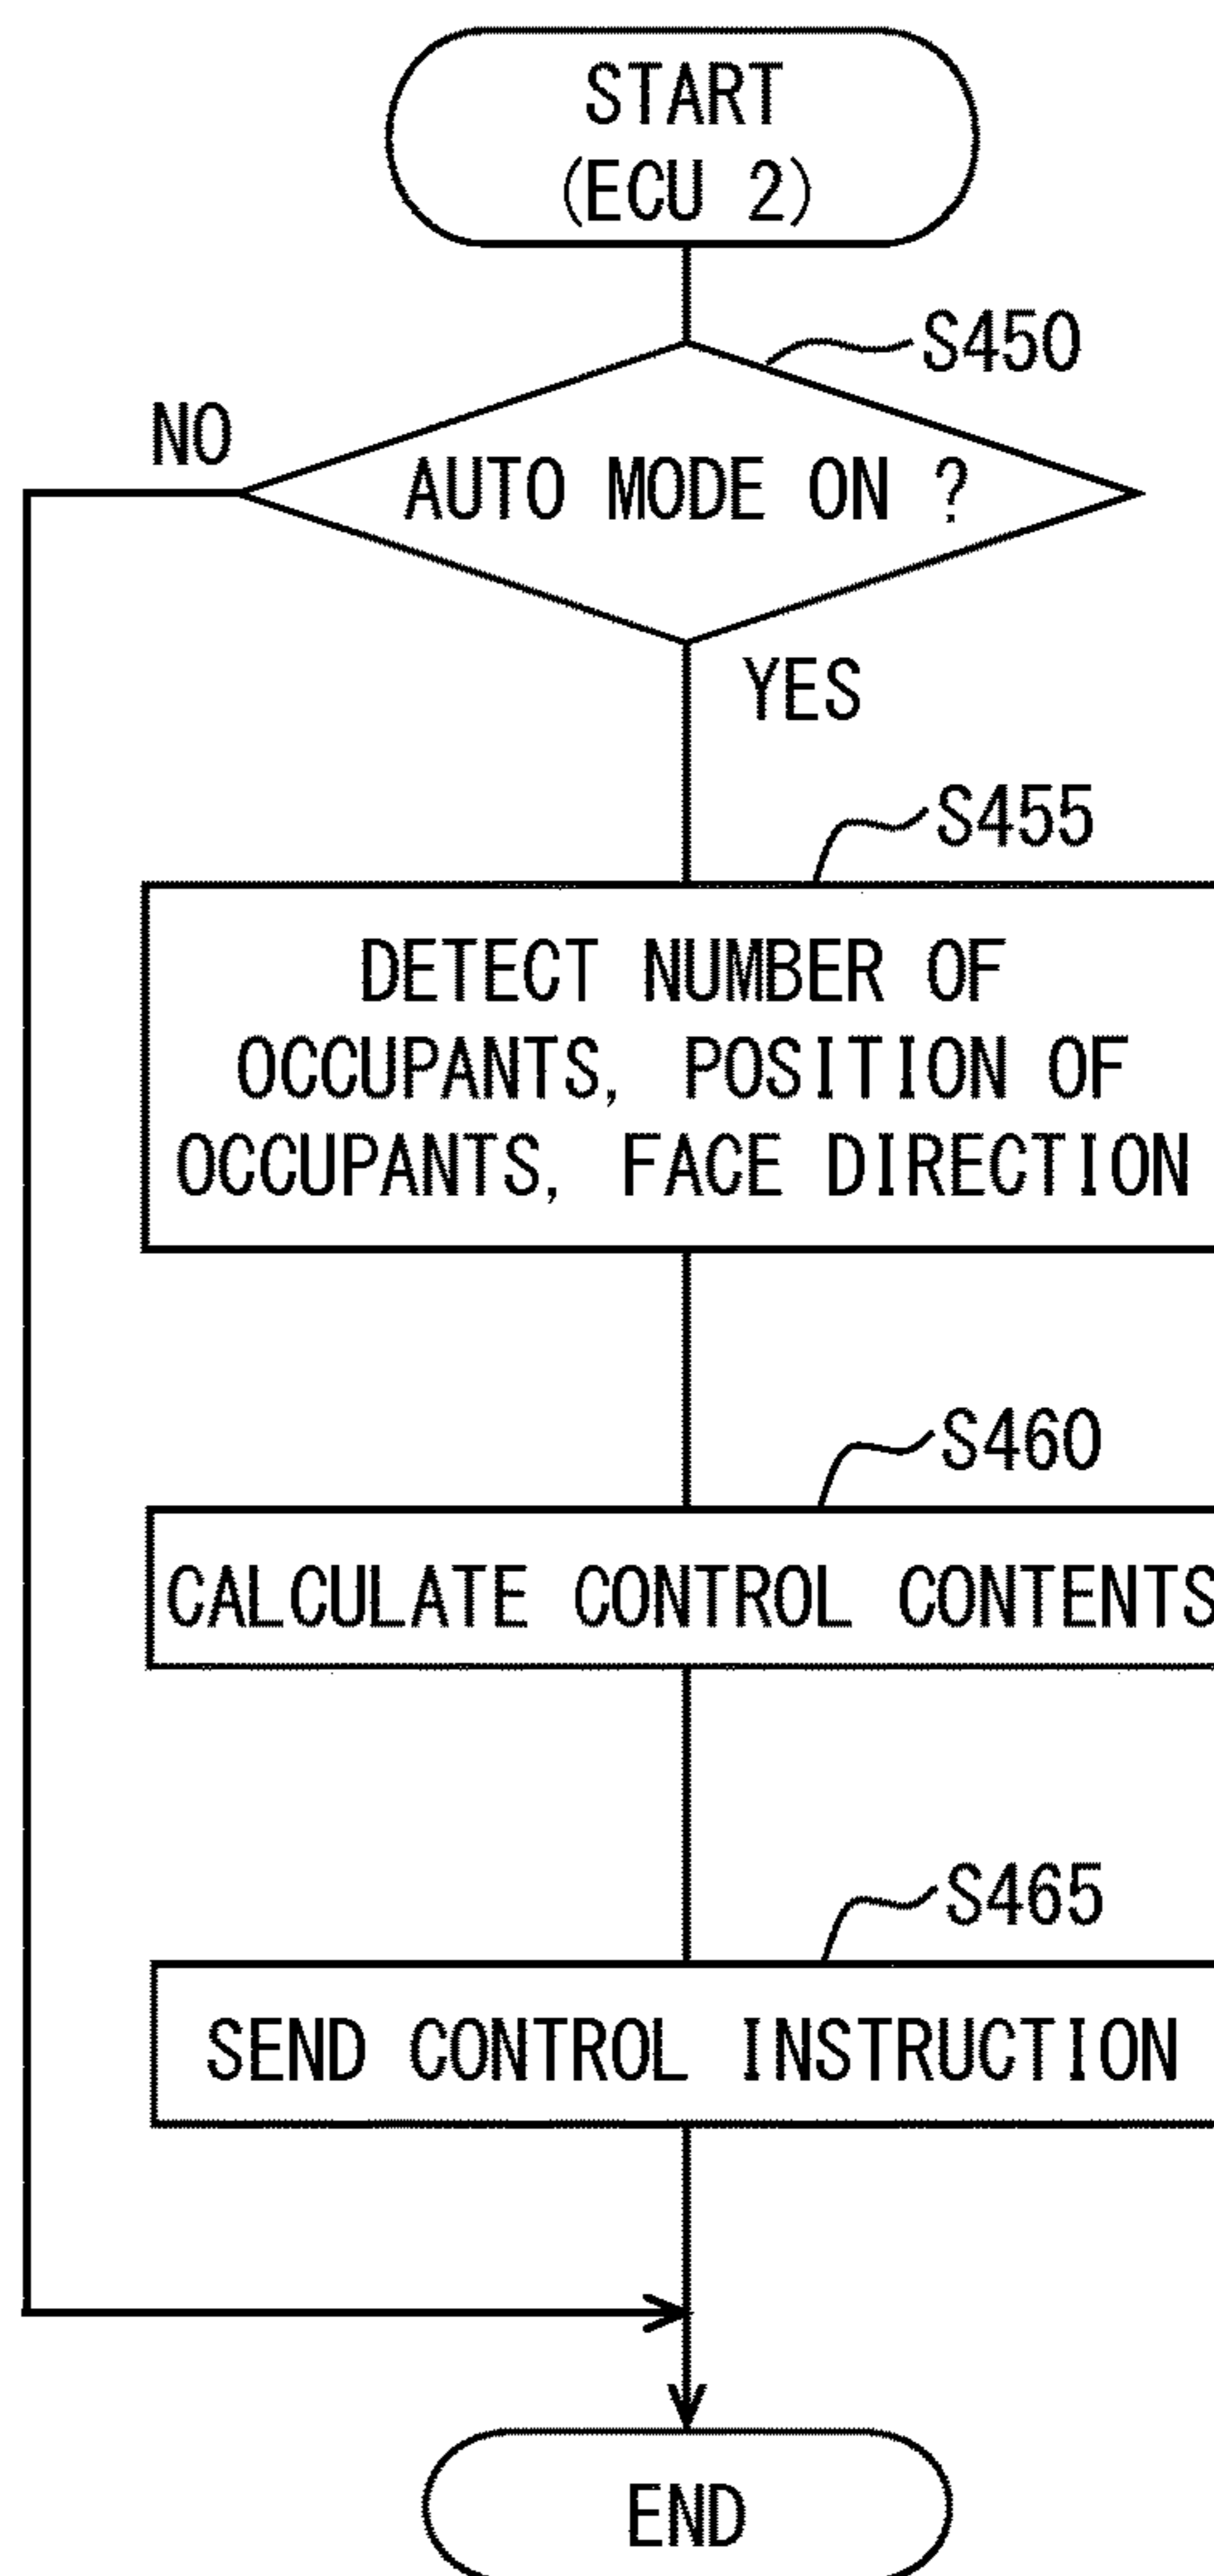 START
(ECU 2)
S450
NO
AUTO MODE ON ?
YES
S455
DETECT NUMBER OF
OCCUPANTS, POSITION OF
OCCUPANTS, FACE DIRECTION
S460
CALCULATE CONTROL CONTENTS
S465
SEND CONTROL INSTRUCTION
END